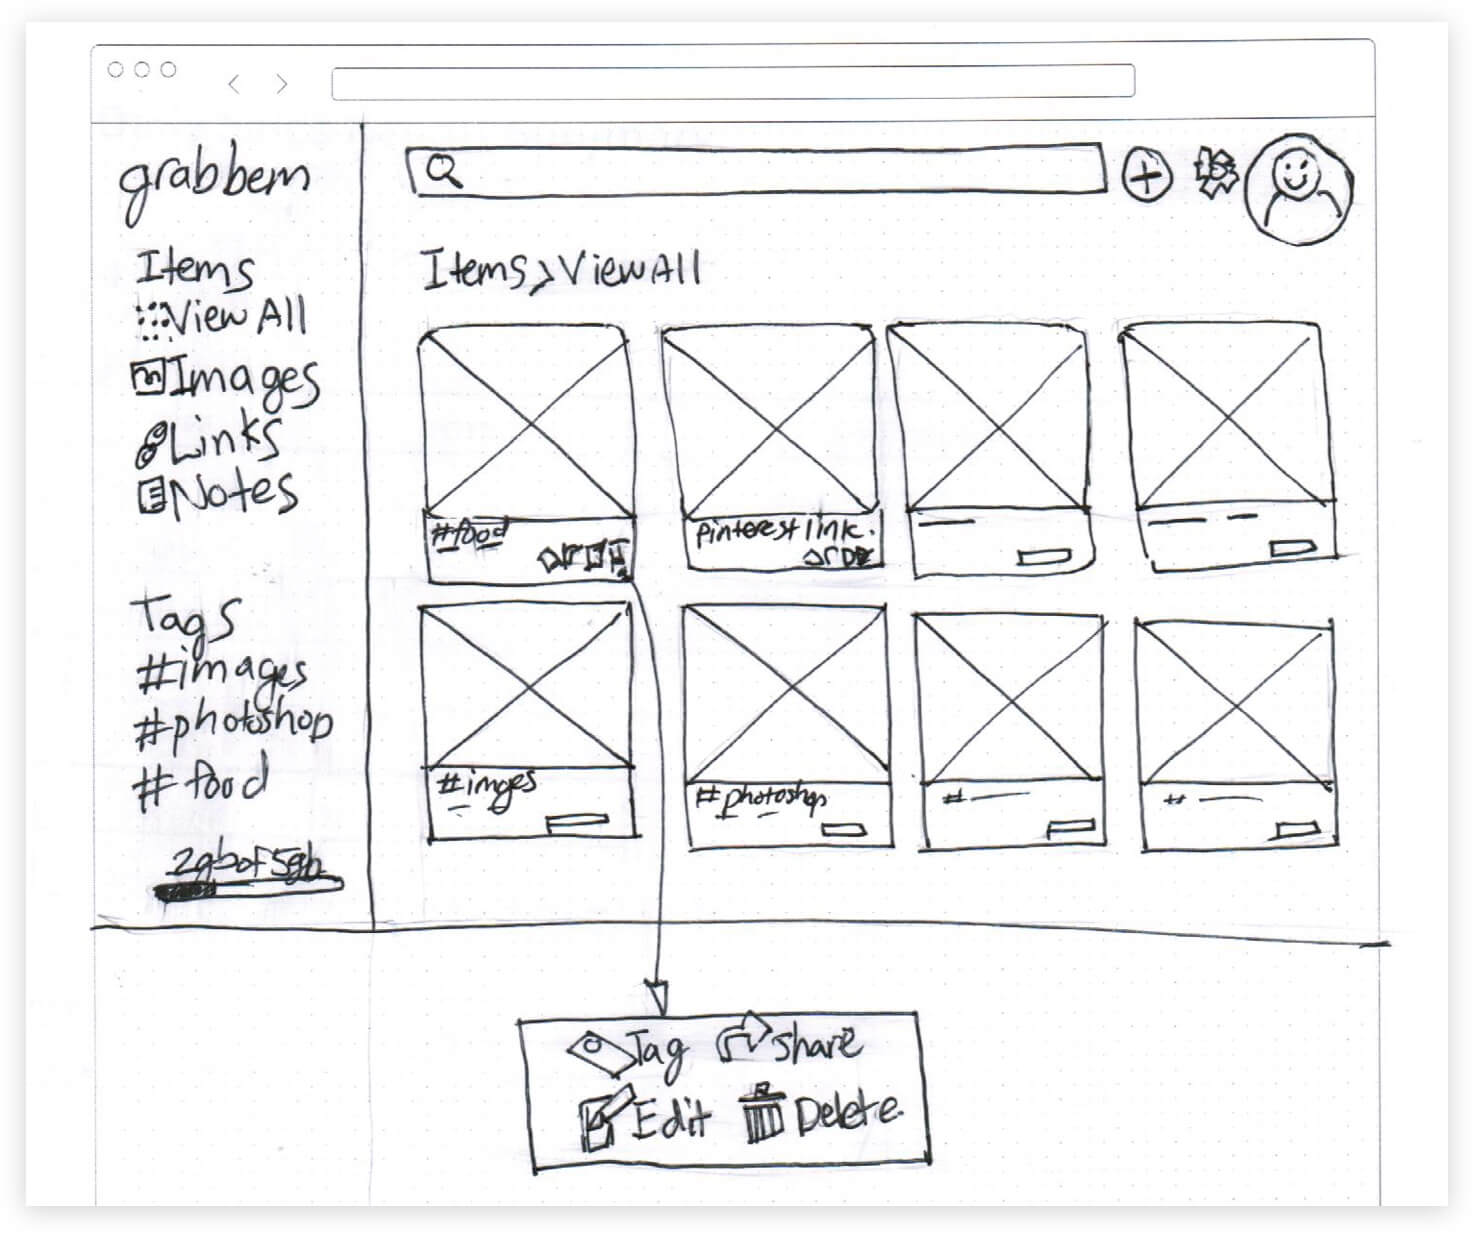 grabbem
Items
View All
Images
Links
Notes
Tags
#images
#photoshop
#food
2gb of 5gb
Items > View All
#food
pinterest link.
#imges
#photoshop
#
#
Tag
Share
Edit
Delete